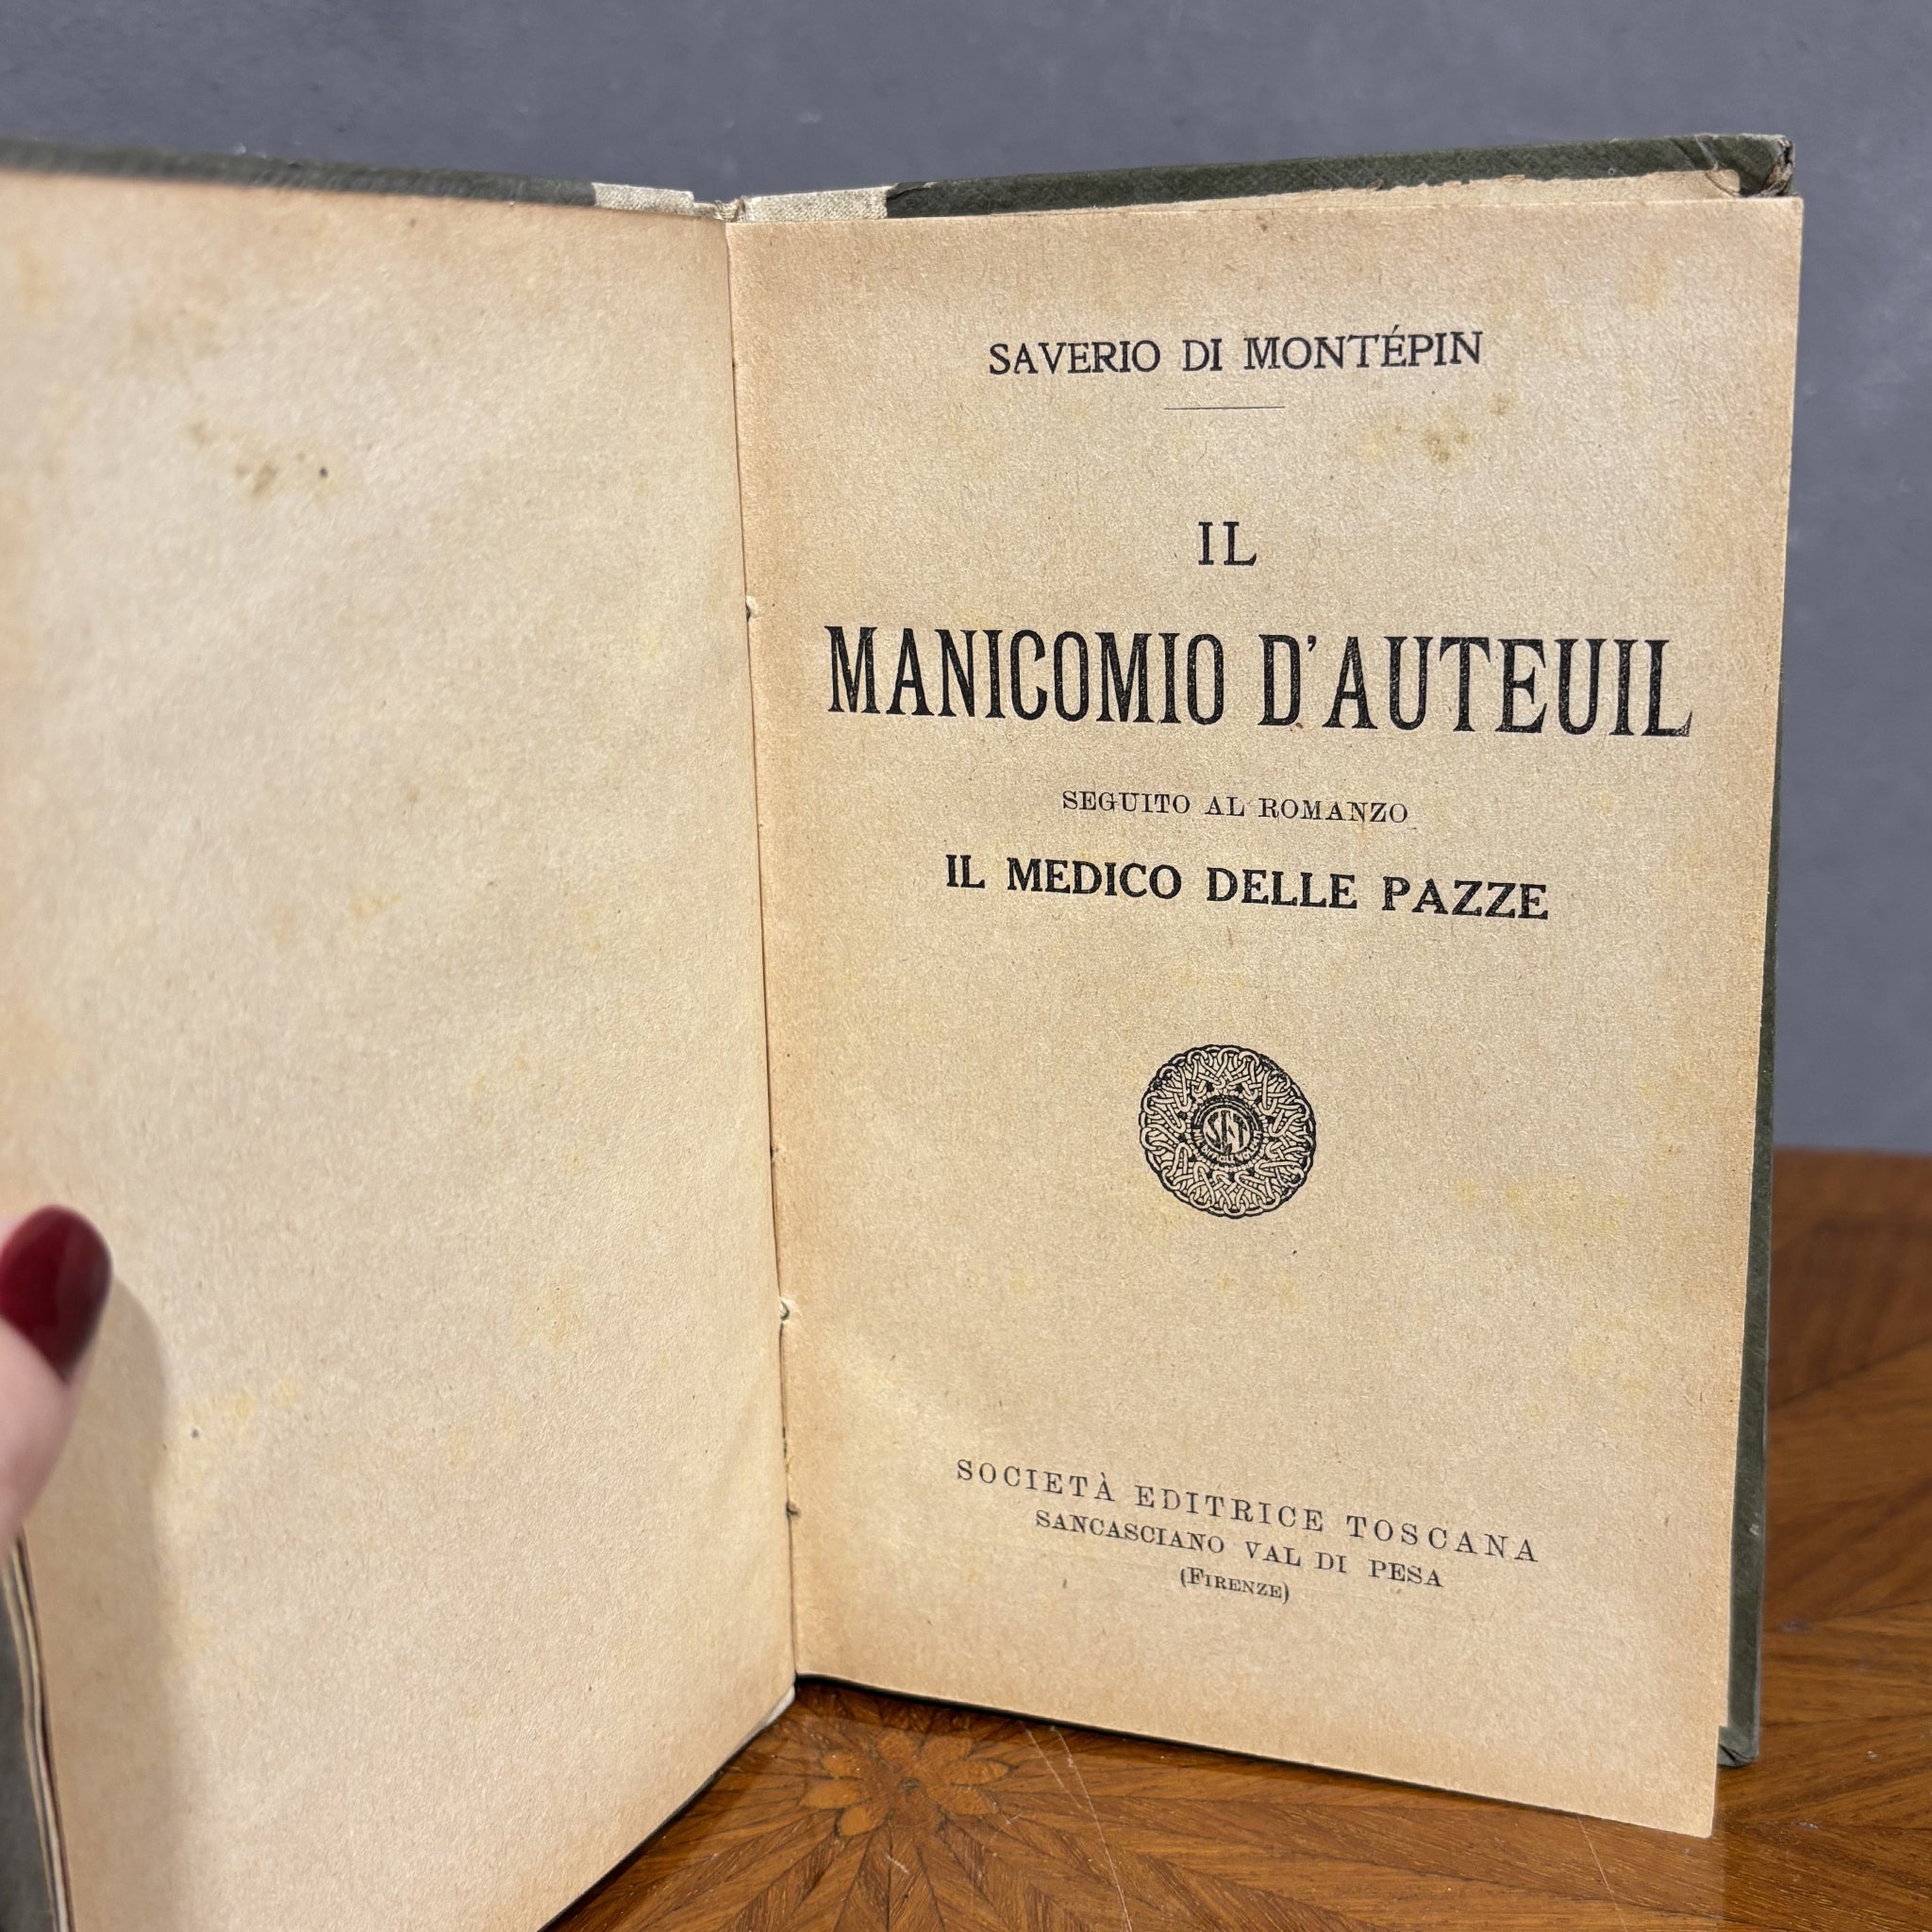 SAVERIO DI MONTÉPIN
IL
MANICOMIO D'AUTEUIL
SEGUITO AL ROMANZO
IL MEDICO DELLE PAZZE
SET
SOCIETÀ EDITRICE TOSCANA
SANCASCIANO VAL DI PESA
(FIRENZE)